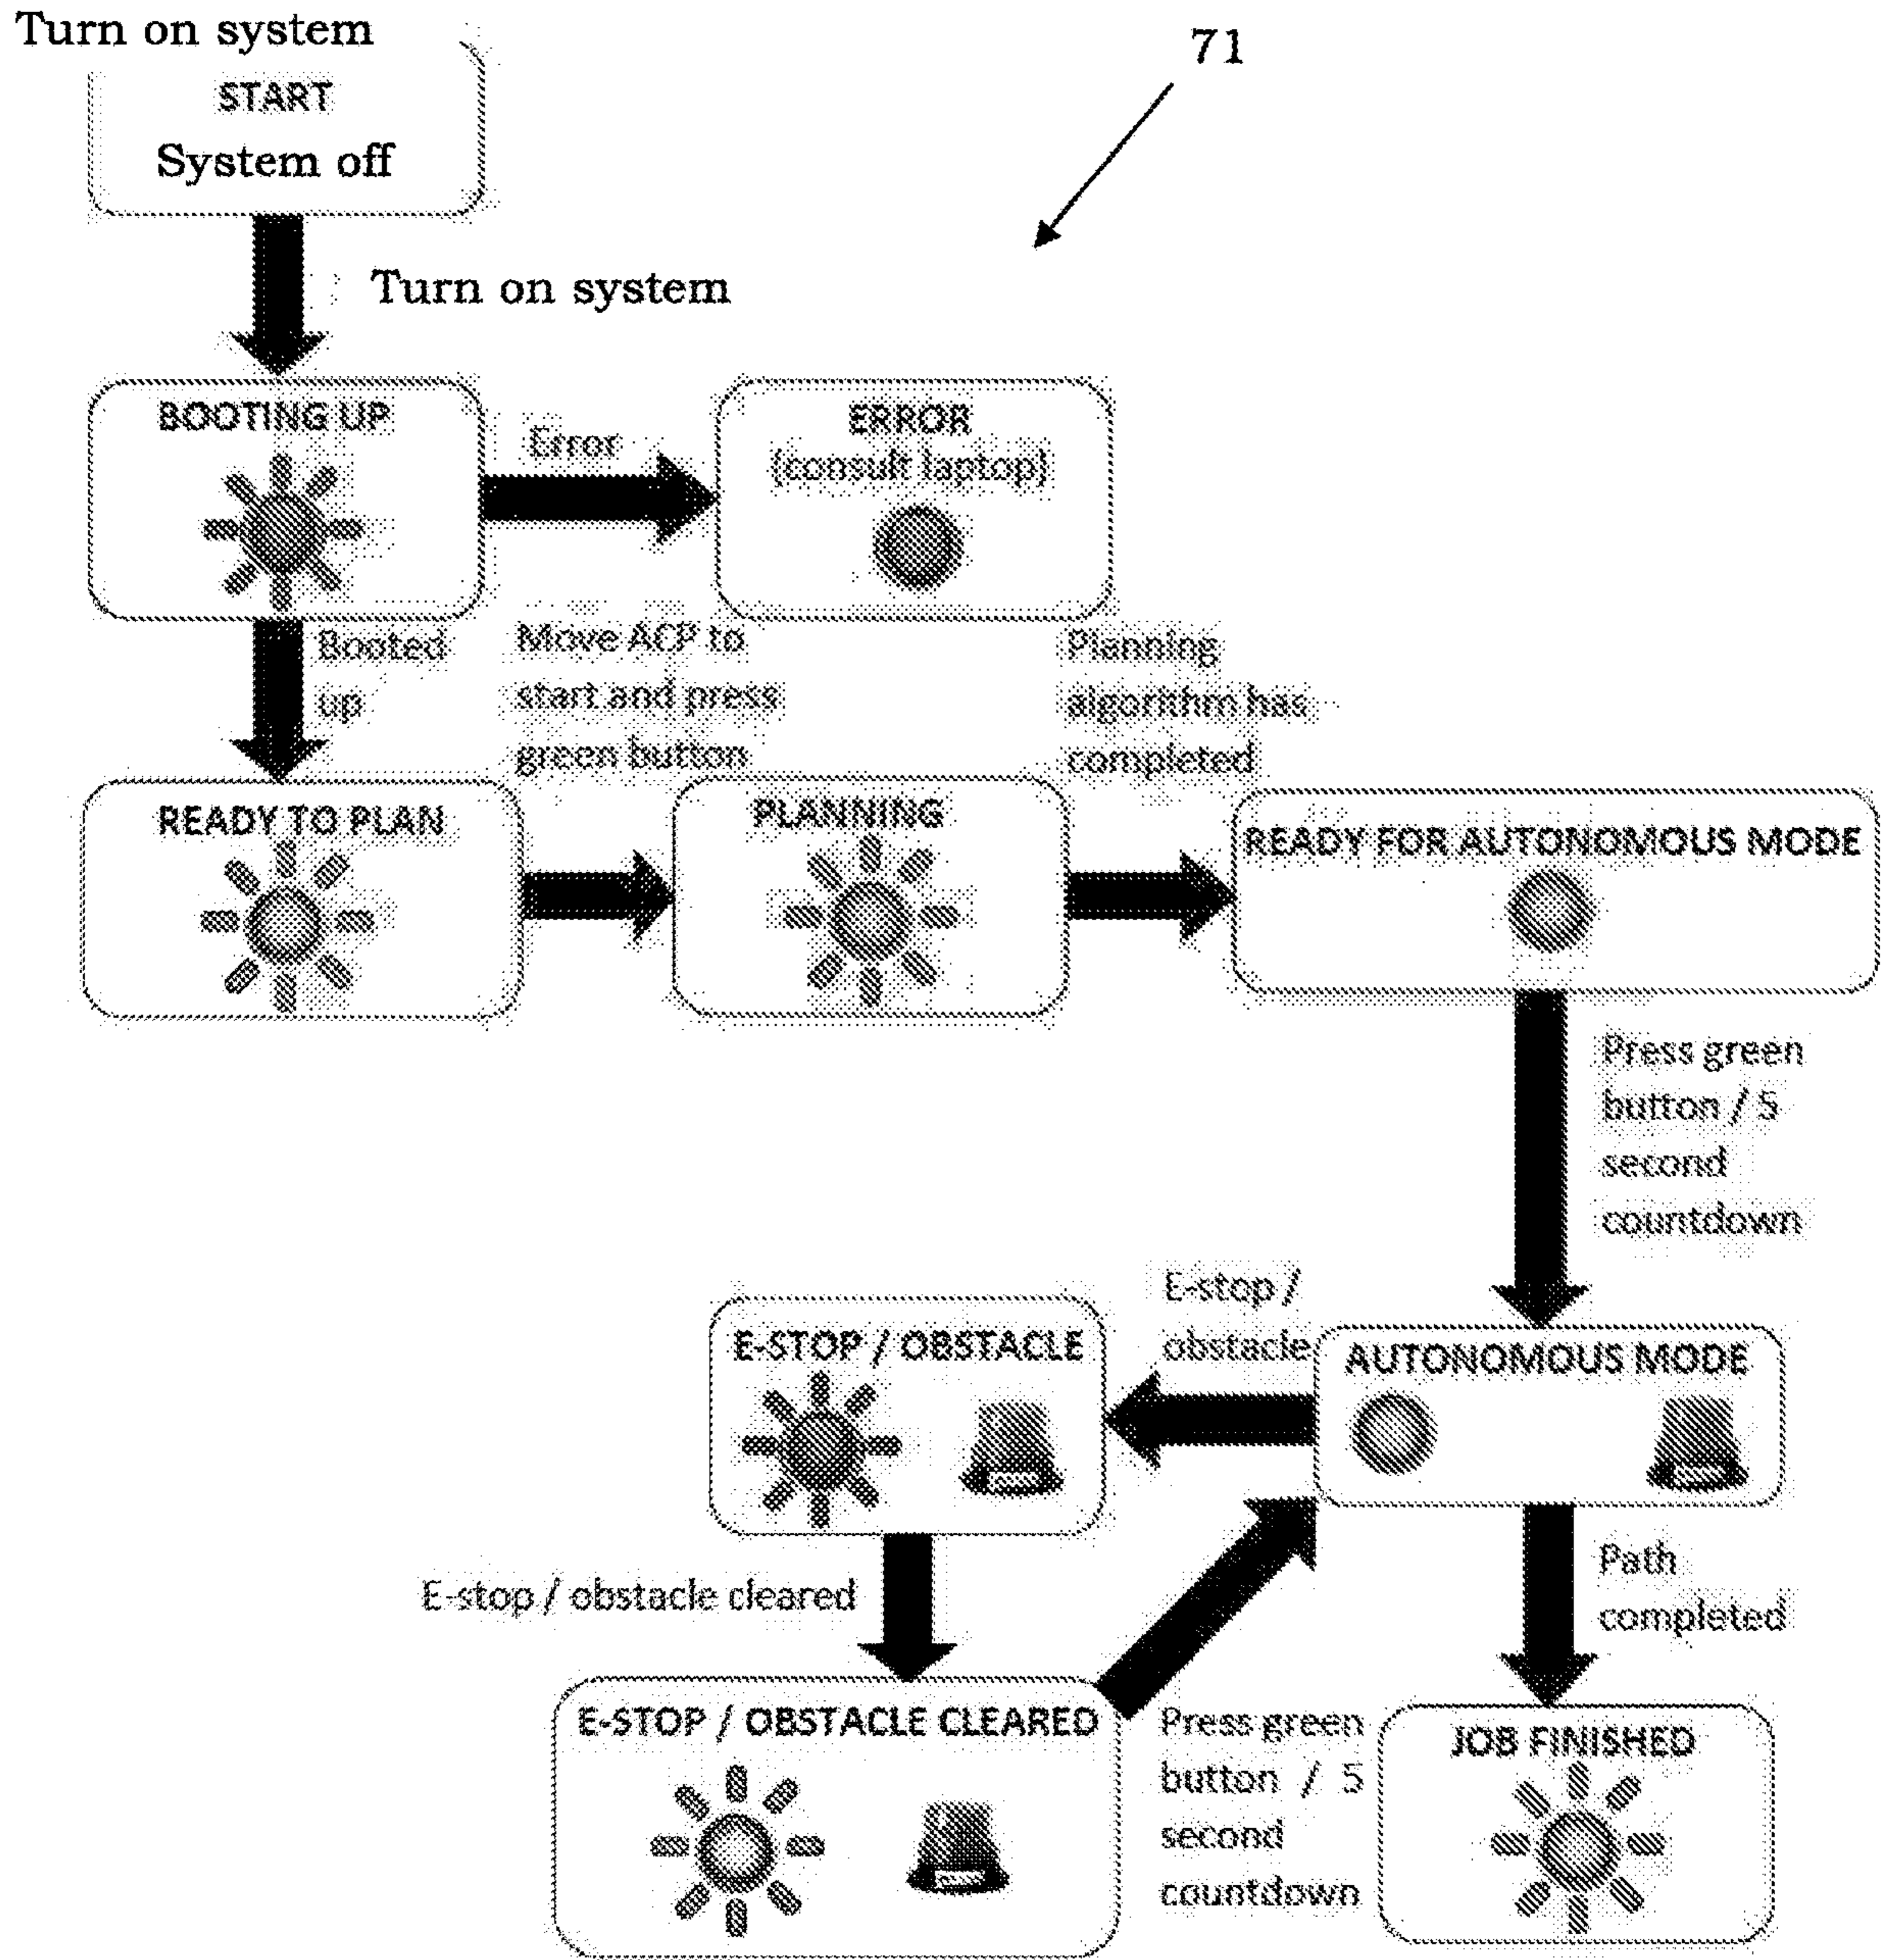 Turn on system
71
START
System off
Turn on system
BOOTING UP
Error
ERROR
(consult laptop)
Booted
up
Move ACP to
start and press
green button
Planning
algorithm has
completed
READY TO PLAN
PLANNING
READY FOR AUTONOMOUS MODE
Press green
button / 5
second
countdown
E-stop /
obstacle
E-STOP / OBSTACLE
AUTONOMOUS MODE
E-stop / obstacle cleared
Path
completed
E-STOP / OBSTACLE CLEARED
Press green
button / 5
second
countdown
JOB FINISHED